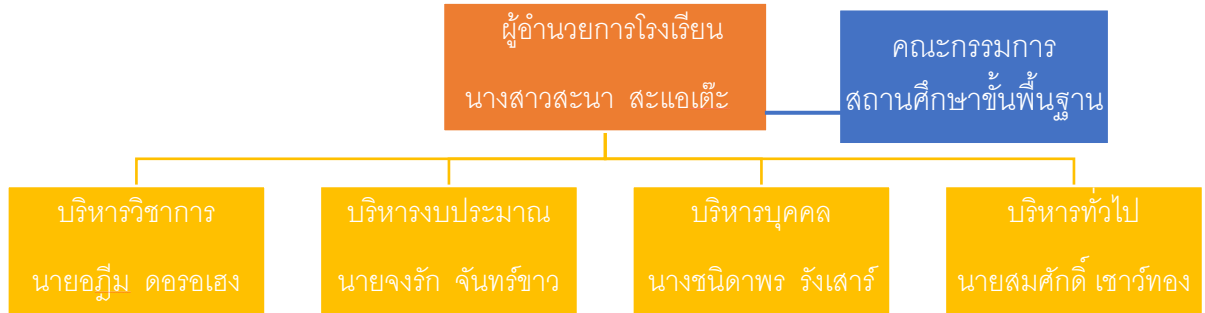 ผู้อำนวยการโรงเรียน
นางสาวสะนา สะแอเต๊ะ
คณะกรรมการ
สถานศึกษาขั้นพื้นฐาน
บริหารวิชาการ
นายอฎีม ดอรอเฮง
บริหารงบประมาณ
นายจงรัก จันทร์ขาว
บริหารบุคคล
นางชนิดาพร รังเสาร์
บริหารทั่วไป
นายสมศักดิ์ เชาว์ทอง